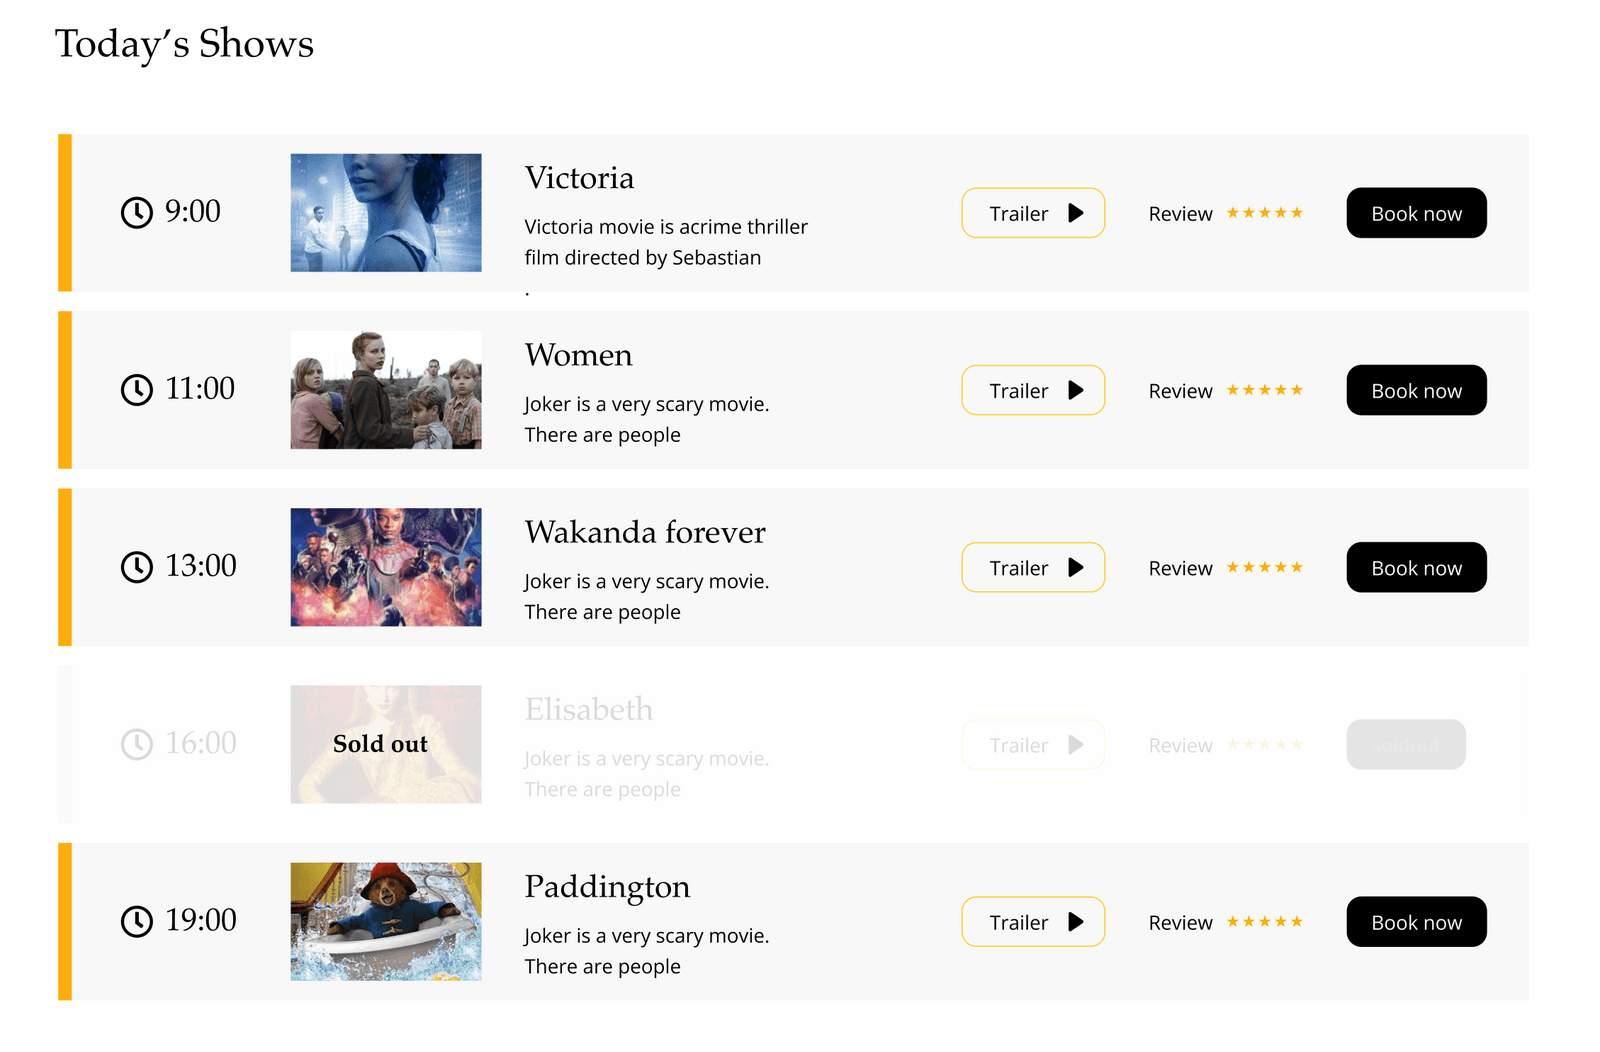 Today’s Shows
9:00
Victoria
Victoria movie is acrime thriller
film directed by Sebastian
.
Trailer
Review
Book now
11:00
Women
Joker is a very scary movie.
There are people
Trailer
Review
Book now
13:00
Wakanda forever
Joker is a very scary movie.
There are people
Trailer
Review
Book now
16:00
Sold out
Elisabeth
Joker is a very scary movie.
There are people
Trailer
Review
soldout
19:00
Paddington
Joker is a very scary movie.
There are people
Trailer
Review
Book now